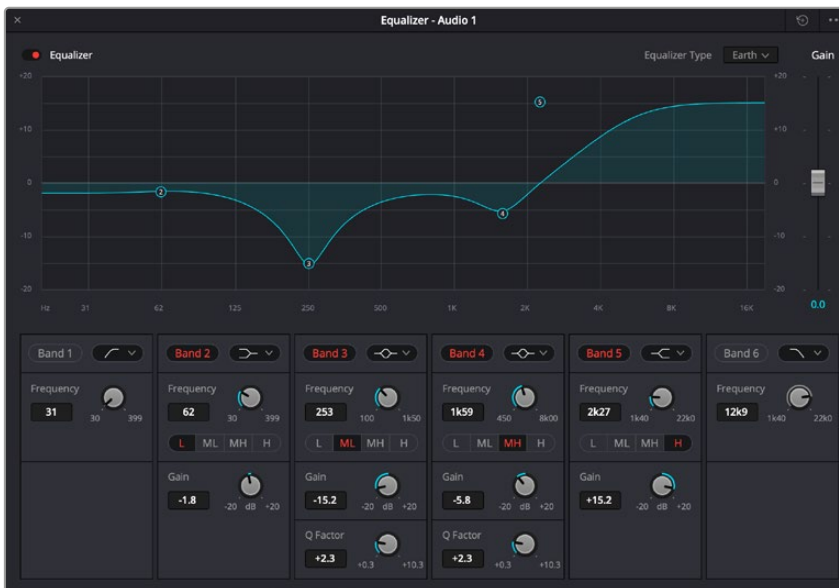 Equalizer - Audio 1
Equalizer
Equalizer Type Earth Gain
+20 +20
+10 +10
0 0
-10 -10
-20 -20
2
3
4
5
Hz 31 62 125 250 500 1K 2K 4K 8K 16K
0.0
Band 1 Band 2 Band 3 Band 4 Band 5 Band 6
Frequency Frequency Frequency Frequency Frequency Frequency
31 62 253 1k59 2k27 12k9
30 399 30 399 100 1k50 450 8k00 1k40 22k0 1k40 22k0
L ML MH H L ML MH H L ML MH H L ML MH H
Gain Gain Gain Gain
-1.8 -15.2 -5.8 +15.2
-20 dB +20 -20 dB +20 -20 dB +20 -20 dB +20
Q Factor Q Factor
+2.3 +2.3
+0.3 +10.3 +0.3 +10.3